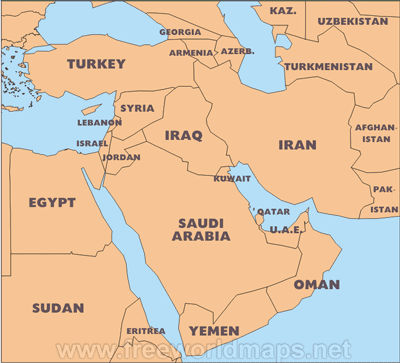 KAZ.
UZBEKISTAN
GEORGIA
ARMENIA
AZERB.
TURKEY
TURKMENISTAN
SYRIA
LEBANON
IRAQ
IRAN
AFGHAN-
ISTAN
ISRAEL
JORDAN
KUWAIT
PAK-
ISTAN
EGYPT
QATAR
SAUDI
ARABIA
U.A.E.
OMAN
SUDAN
ERITREA
YEMEN
www.freeworldmaps.net